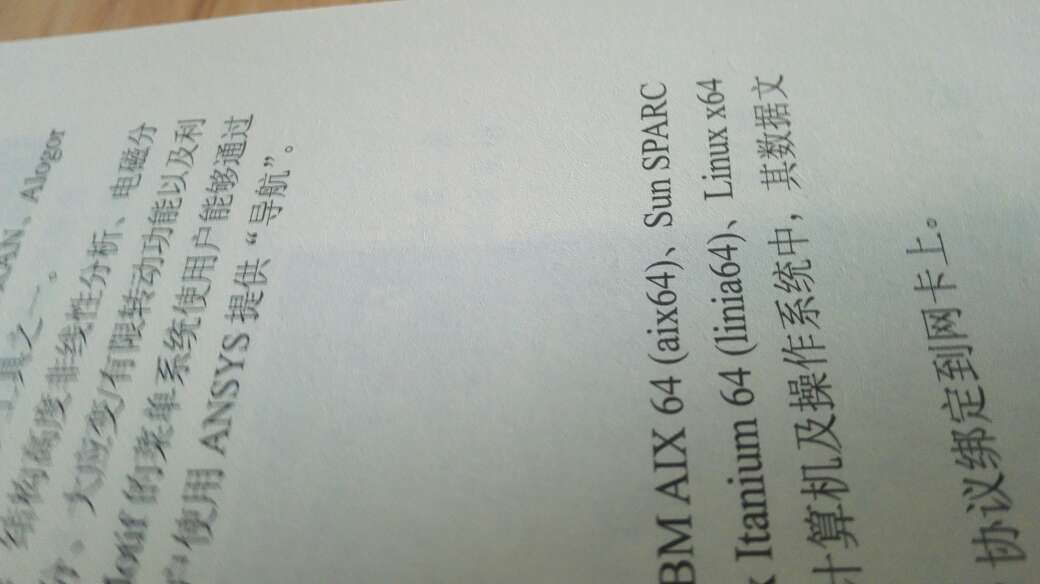 RAN、Alogor
工具之一。
结构高度非线性分析、电磁分
、大应变/有限转动功能以及利
Motif 的菜单系统使用户能够通过
户使用 ANSYS 提供“导航”。
BM AIX 64 (aix64)、Sun SPARC
x Itanium 64 (linia64)、Linux x64
计算机及操作系统中，其数据文
协议绑定到网卡上。